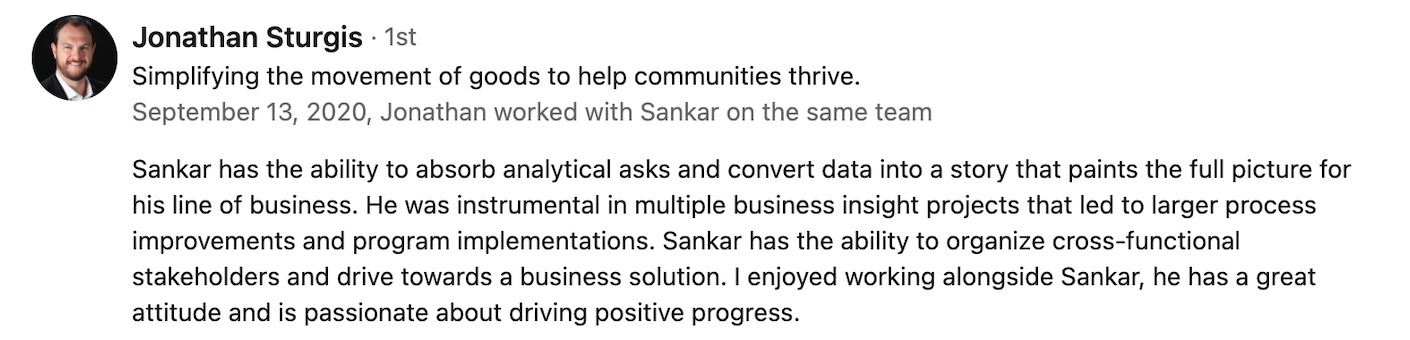 Jonathan Sturgis · 1st
Simplifying the movement of goods to help communities thrive.
September 13, 2020, Jonathan worked with Sankar on the same team
Sankar has the ability to absorb analytical asks and convert data into a story that paints the full picture for
his line of business. He was instrumental in multiple business insight projects that led to larger process
improvements and program implementations. Sankar has the ability to organize cross-functional
stakeholders and drive towards a business solution. I enjoyed working alongside Sankar, he has a great
attitude and is passionate about driving positive progress.